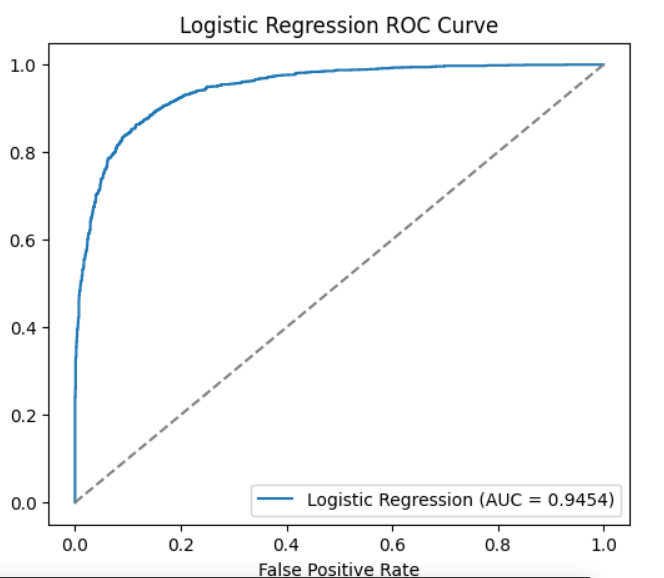 Logistic Regression ROC Curve
1.0
0.8
0.6
0.4
0.2
0.0
Logistic Regression (AUC = 0.9454)
0.0 0.2 0.4 0.6 0.8 1.0
False Positive Rate